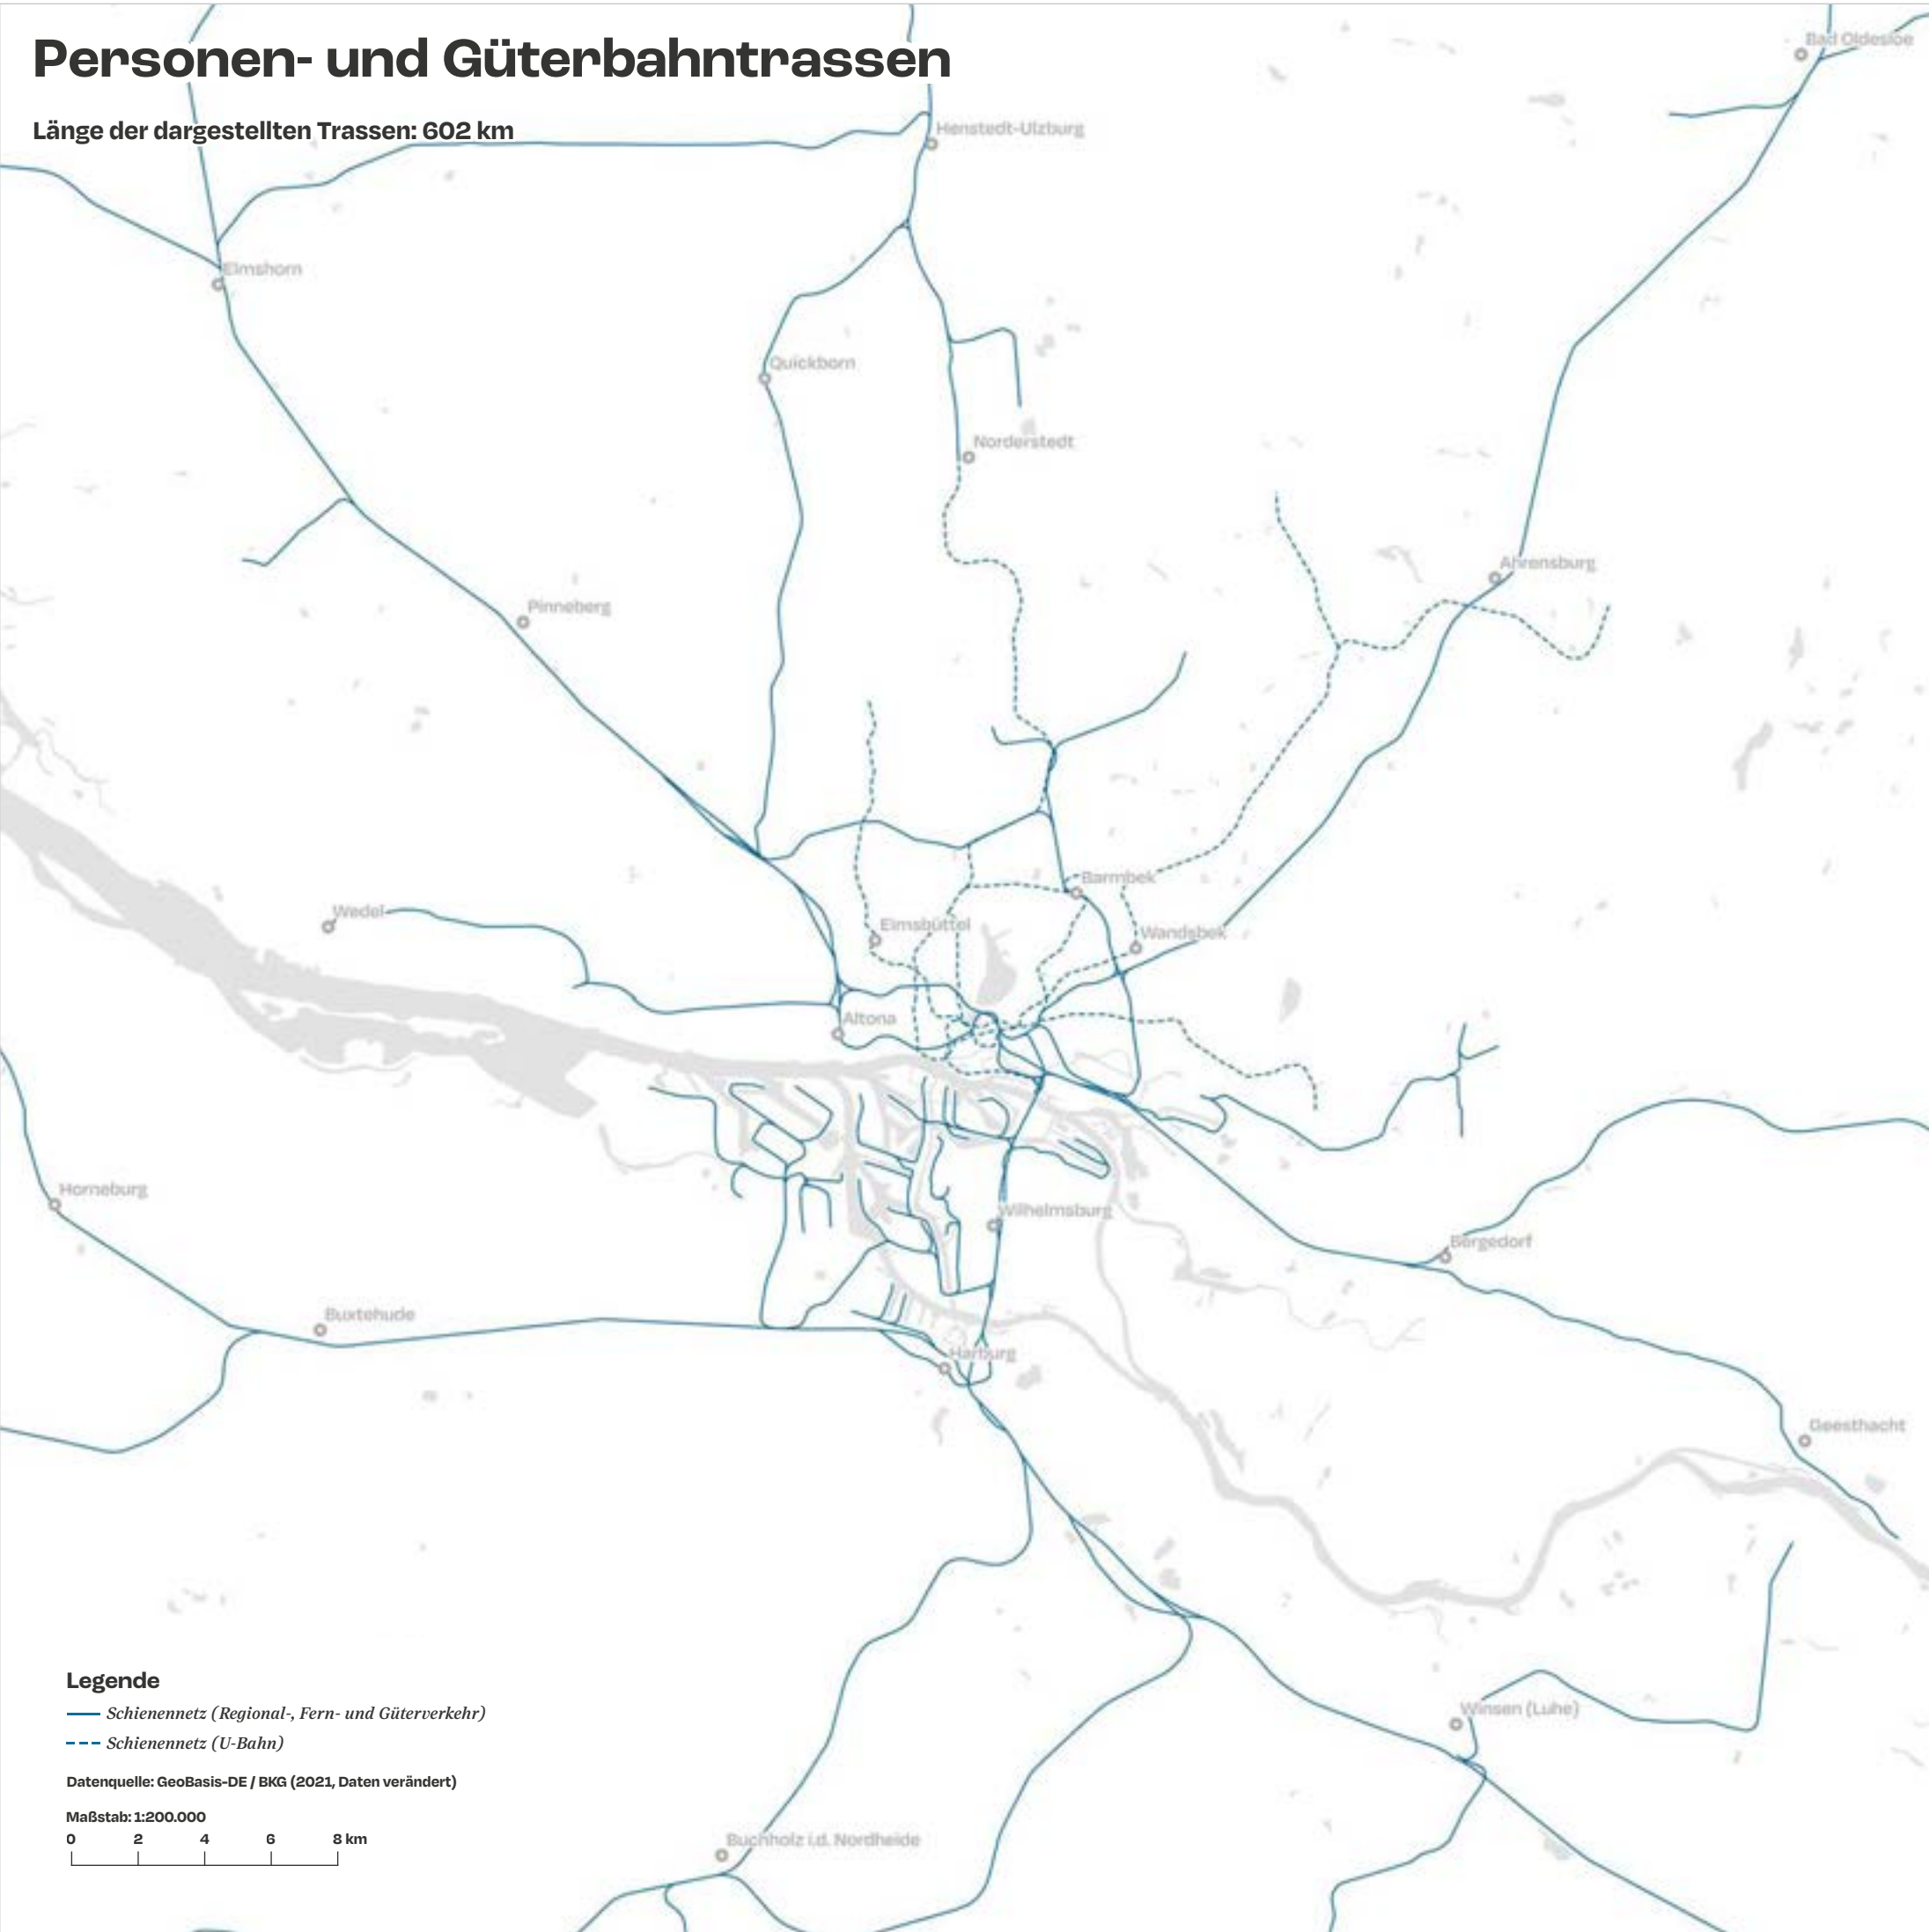 Personen- und Güterbahntrassen
Länge der dargestellten Trassen: 602 km
Bad Oldesloe
Henstedt-Ulzburg
Elmshorn
Quickborn
Norderstedt
Ahrensburg
Pinneberg
Barmbek
Wedel
Eimsbüttel
Wandsbek
Altona
Horneburg
Wilhelmsburg
Bergedorf
Buxtehude
Harburg
Geesthacht
Winsen (Luhe)
Buchholz i.d. Nordheide
Legende
Schienennetz (Regional-, Fern- und Güterverkehr)
Schienennetz (U-Bahn)
Datenquelle: GeoBasis-DE / BKG (2021, Daten verändert)
Maßstab: 1:200.000
0 2 4 6 8 km